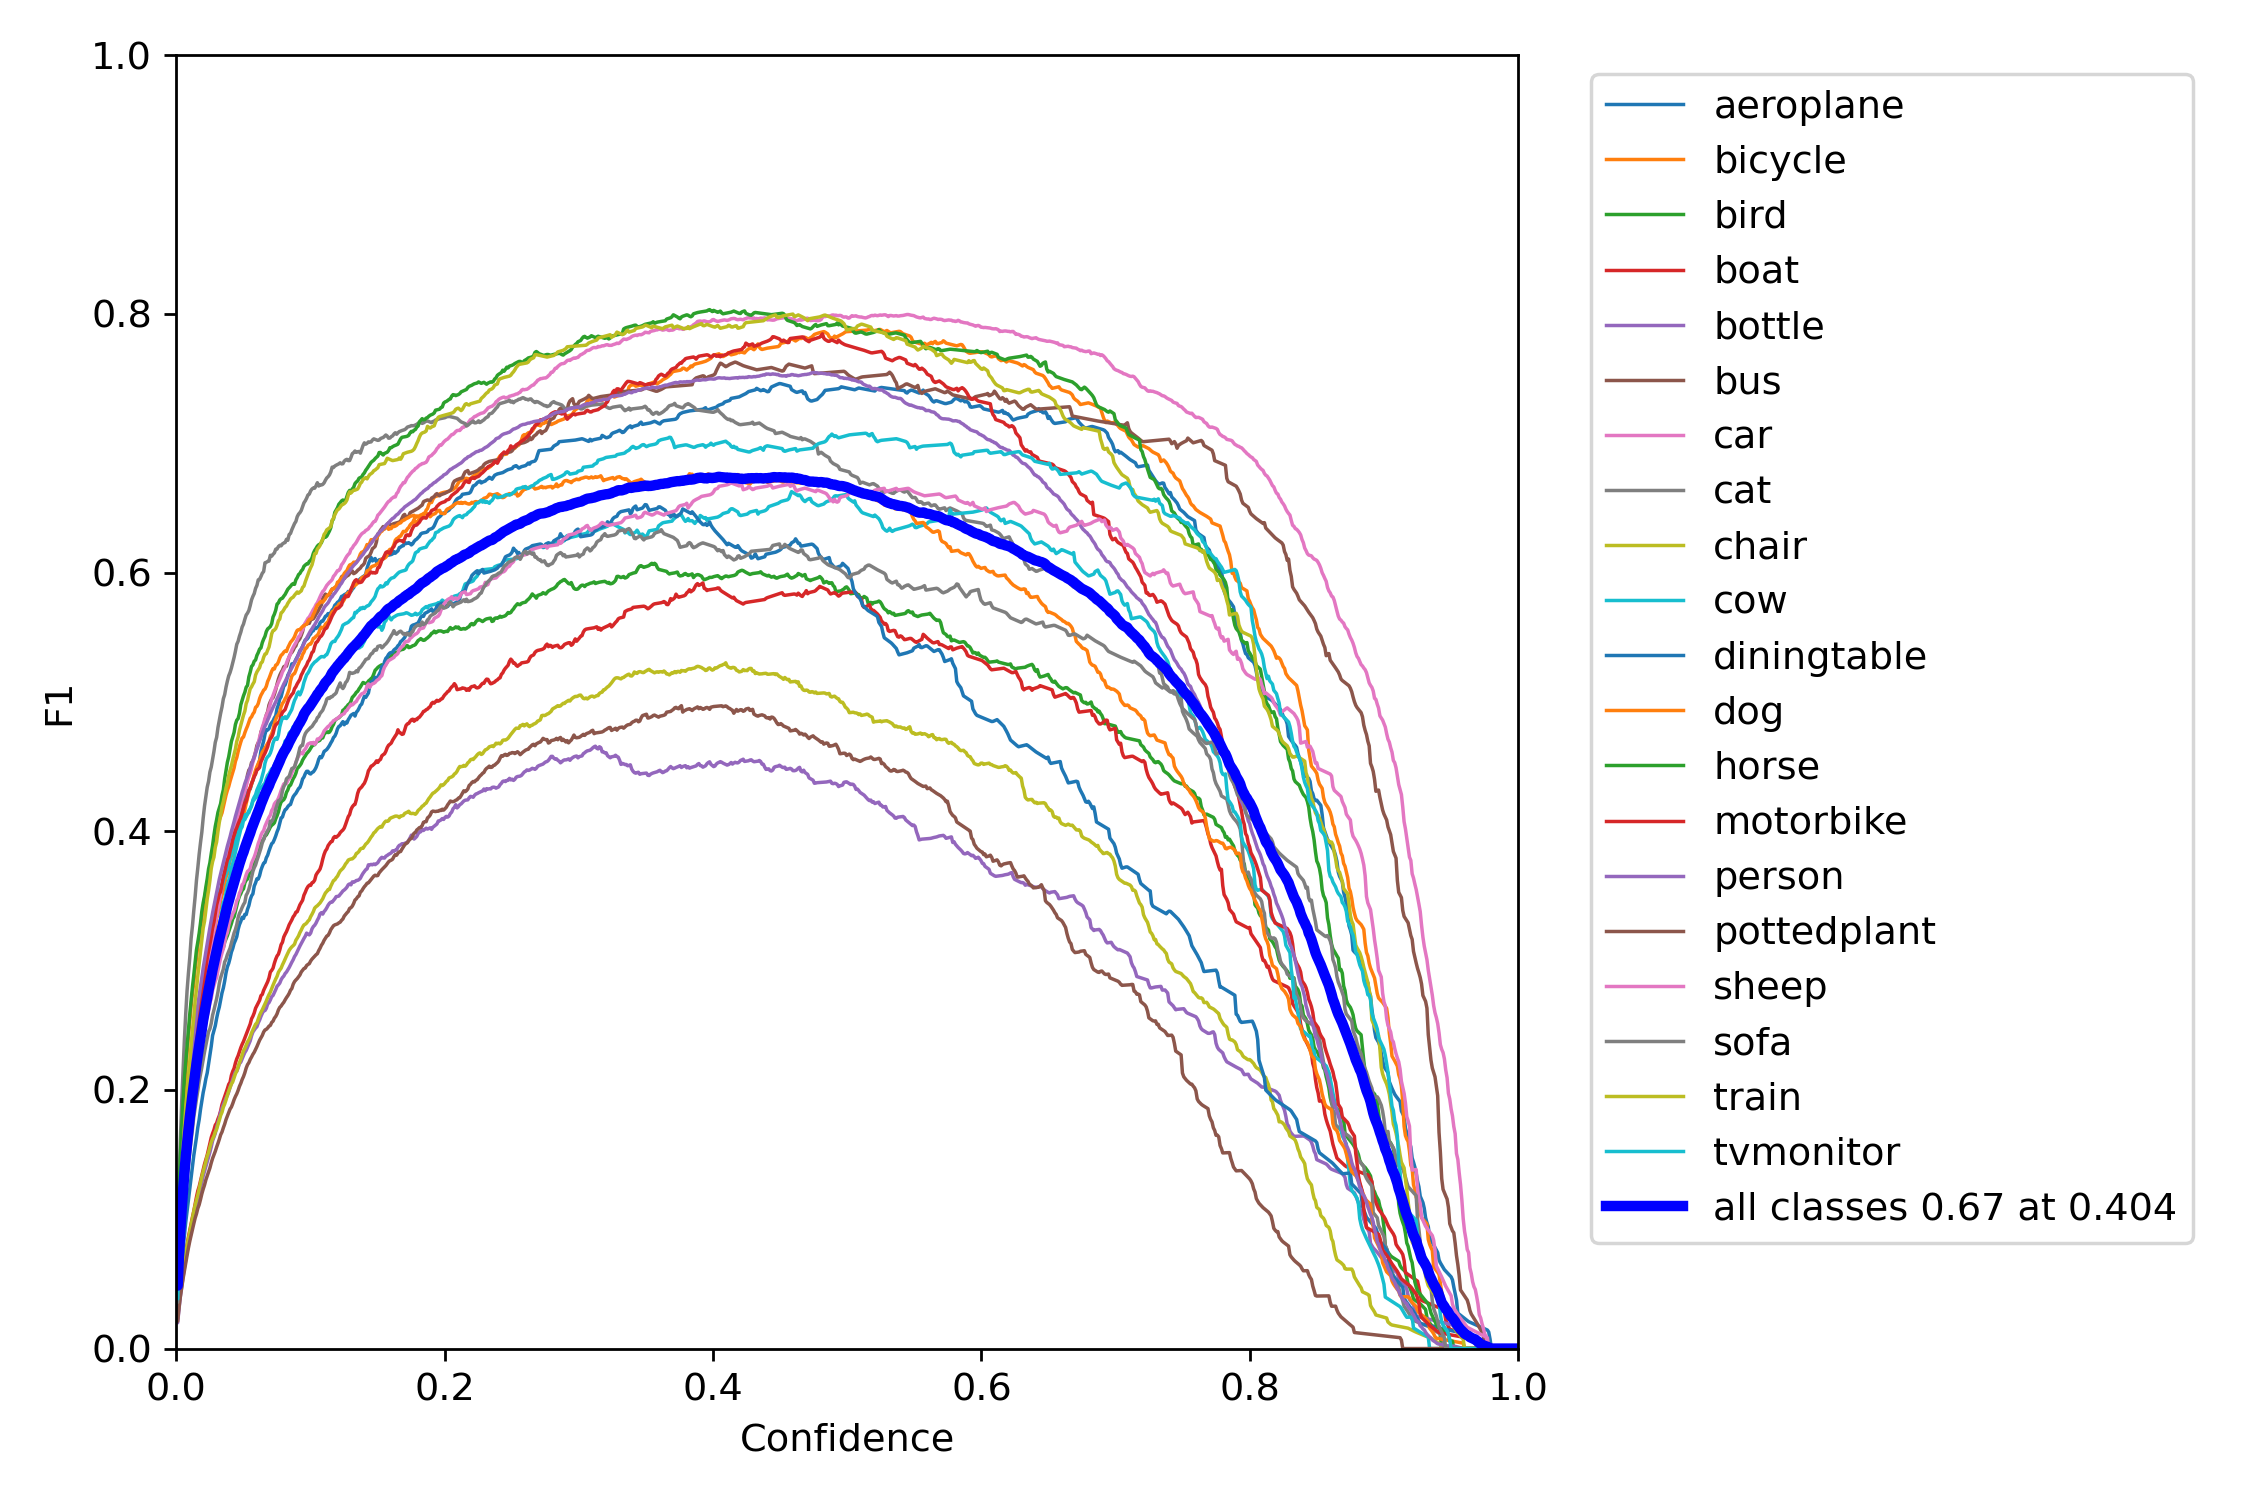 1.0
0.8
0.6
0.4
0.2
0.0
F1
0.0 0.2 0.4 0.6 0.8 1.0
Confidence
aeroplane
bicycle
bird
boat
bottle
bus
car
cat
chair
cow
diningtable
dog
horse
motorbike
person
pottedplant
sheep
sofa
train
tvmonitor
all classes 0.67 at 0.404